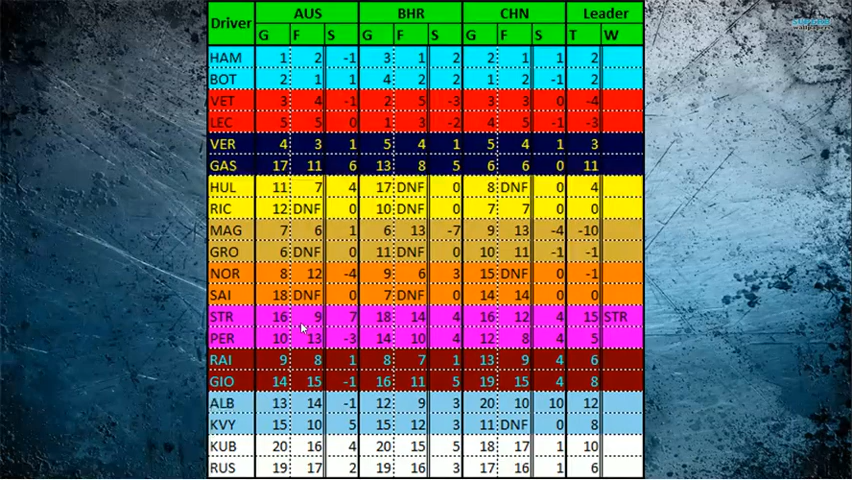 Driver AUS BHR CHN Leader
G F S G F S G F S T W
HAM 1 2 -1 3 1 2 2 1 1 2
BOT 2 1 1 4 2 2 1 2 -1 2
VET 3 4 -1 2 5 -3 3 3 0 -4
LEC 5 5 0 1 3 -2 4 5 -1 -3
VER 4 3 1 5 4 1 5 4 1 3
GAS 17 11 6 13 8 5 6 6 0 11
HUL 11 7 4 17 DNF 0 8 DNF 0 4
RIC 12 DNF 0 10 DNF 0 7 7 0 0
MAG 7 6 1 6 13 -7 9 13 -4 -10
GRO 6 DNF 0 11 DNF 0 10 11 -1 -1
NOR 8 12 -4 9 6 3 15 DNF 0 -1
SAI 18 DNF 0 7 DNF 0 14 14 0 0
STR 16 9 7 18 14 4 16 12 4 15 STR
PER 10 13 -3 14 10 4 12 8 4 5
RAI 9 8 1 8 7 1 13 9 4 6
GIO 14 15 -1 16 11 5 19 15 4 8
ALB 13 14 -1 12 9 3 20 10 10 12
KVY 15 10 5 15 12 3 11 DNF 0 8
KUB 20 16 4 20 15 5 18 17 1 10
RUS 19 17 2 19 16 3 17 16 1 6